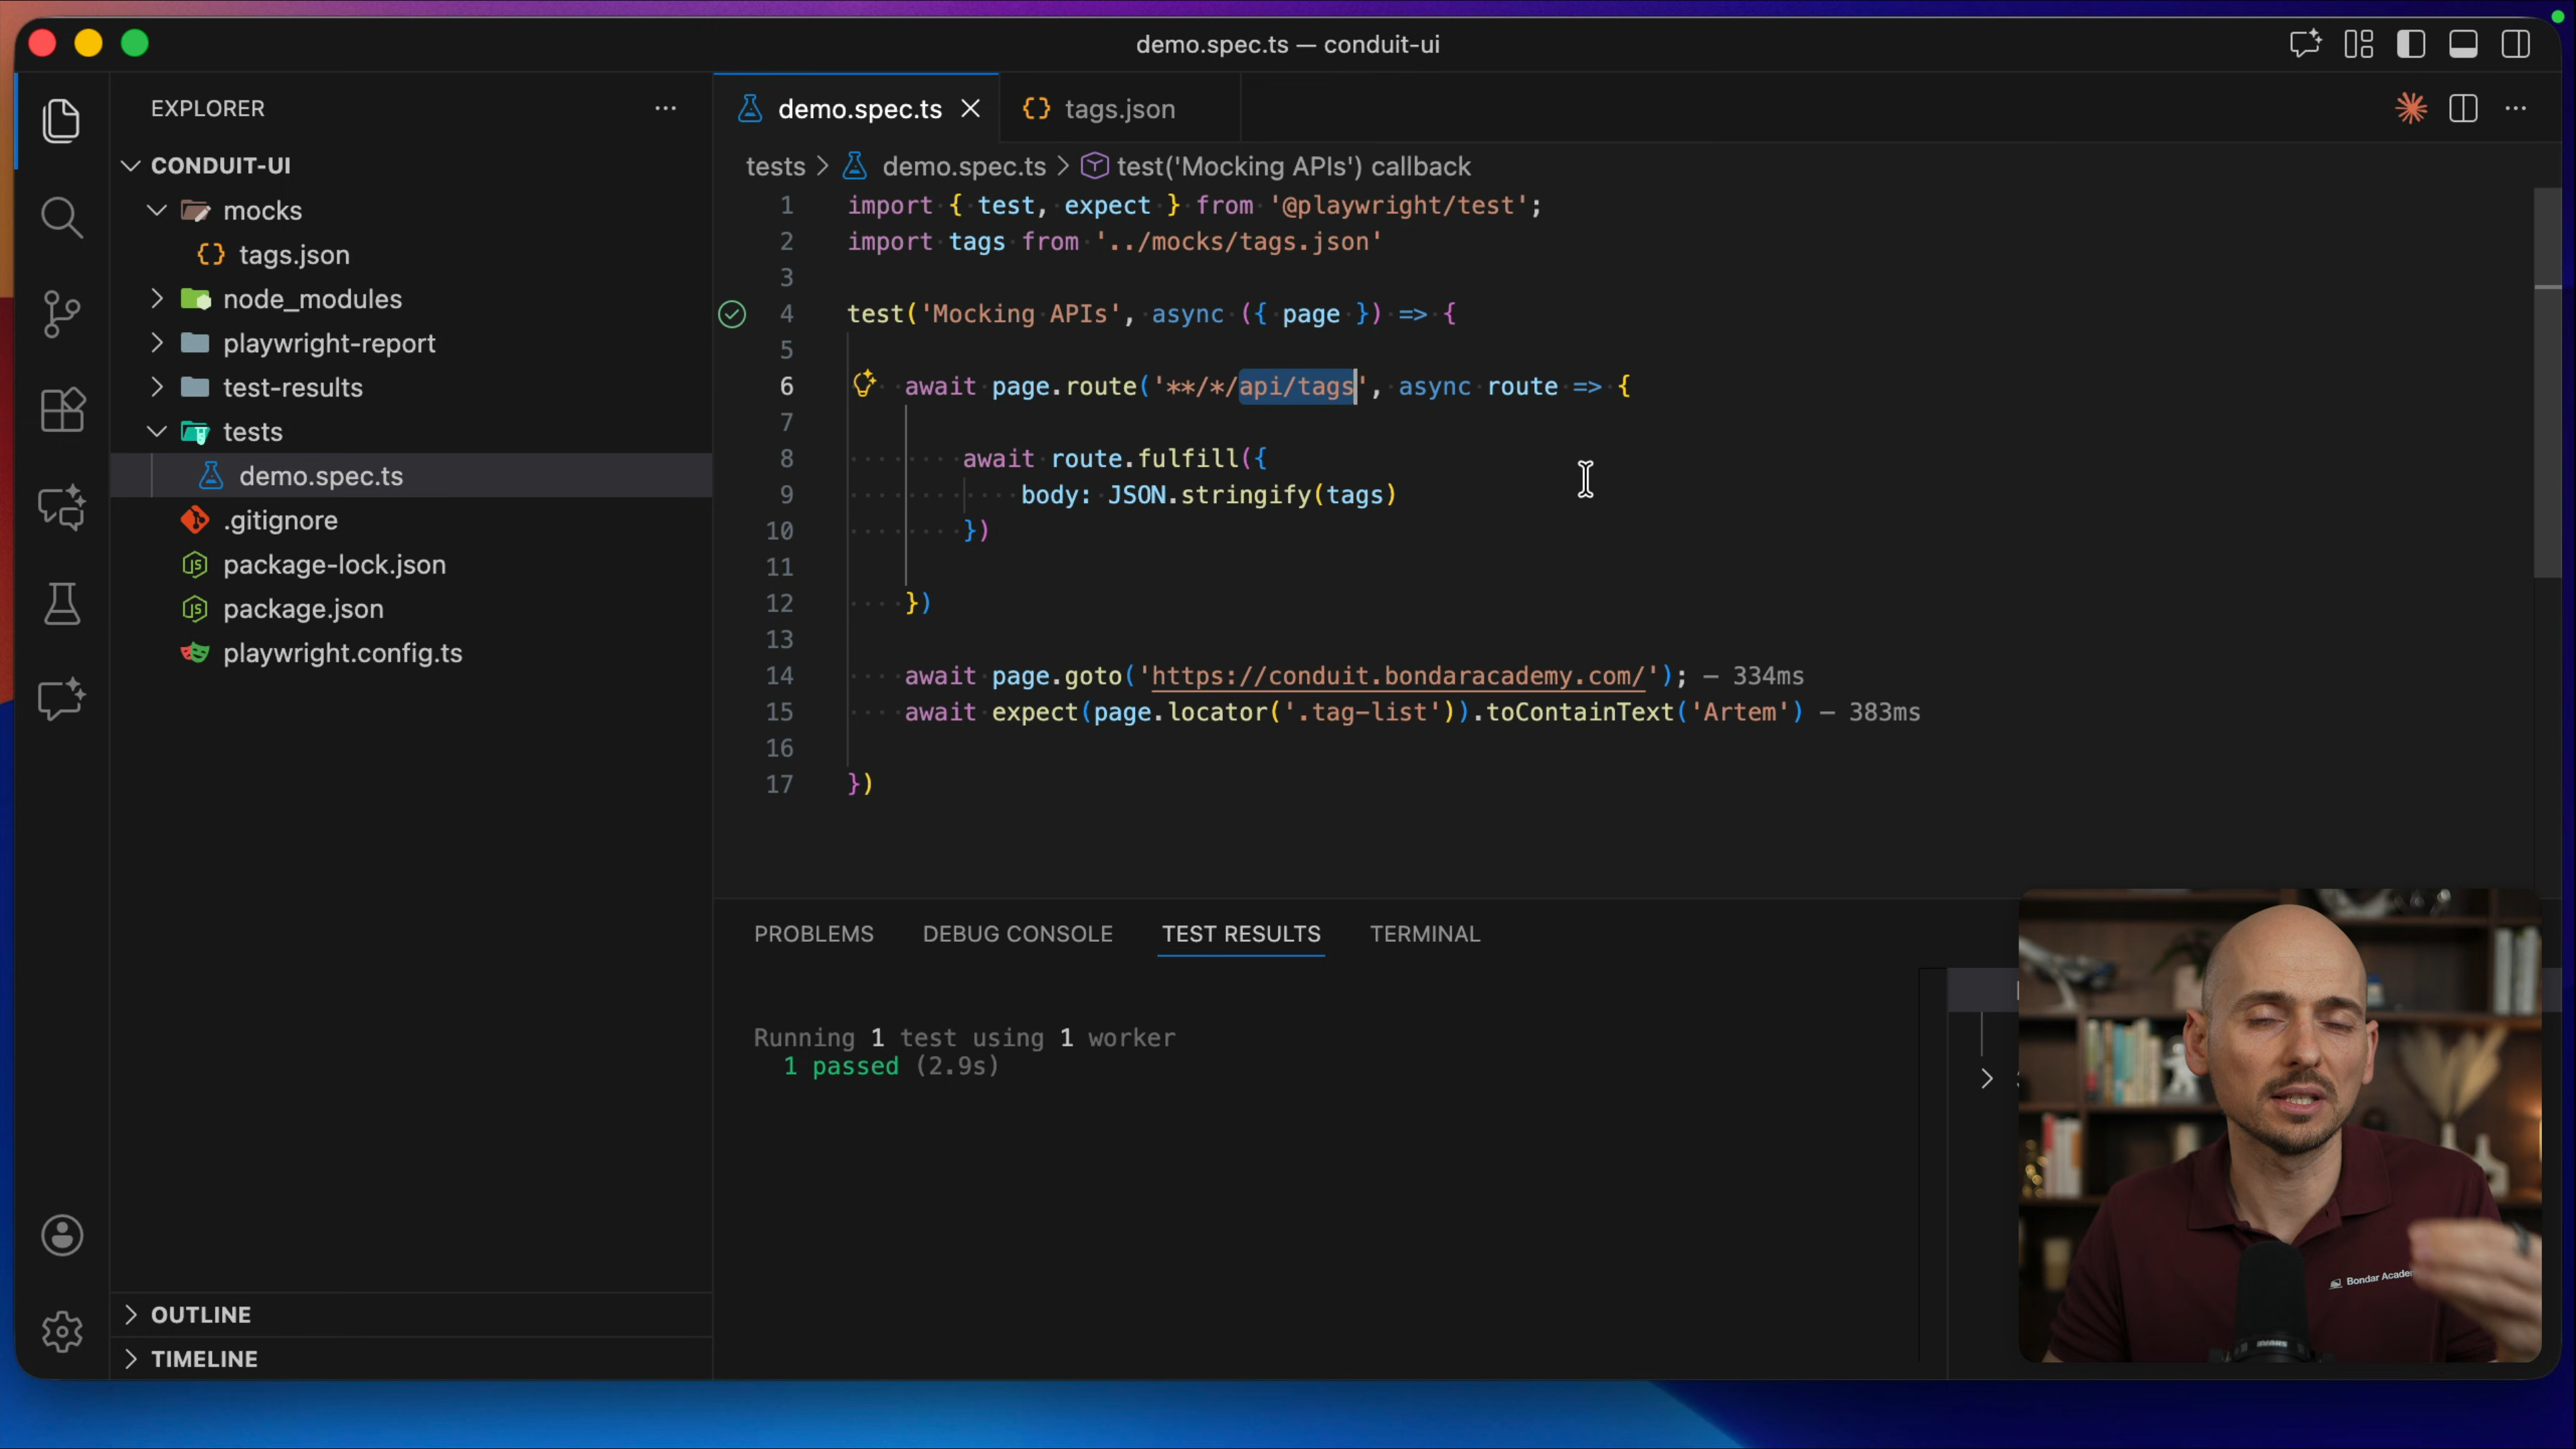 demo.spec.ts — conduit-ui
EXPLORER
CONDUIT-UI
mocks
tags.json
node_modules
playwright-report
test-results
tests
demo.spec.ts
.gitignore
package-lock.json
package.json
playwright.config.ts
OUTLINE
TIMELINE
demo.spec.ts
tags.json
tests > demo.spec.ts > test('Mocking APIs') callback
1 import { test, expect } from '@playwright/test';
2 import tags from '../mocks/tags.json'
3
4 test('Mocking APIs', async ({ page }) => {
5
6 await page.route('**/*/api/tags', async route => {
7
8 await route.fulfill({
9 body: JSON.stringify(tags)
10 })
11
12 })
13
14 await page.goto('https://conduit.bondaracademy.com/'); — 334ms
15 await expect(page.locator('.tag-list')).toContainText('Artem') — 383ms
16
17 })
PROBLEMS DEBUG CONSOLE TEST RESULTS TERMINAL
Running 1 test using 1 worker
1 passed (2.9s)
Bondar